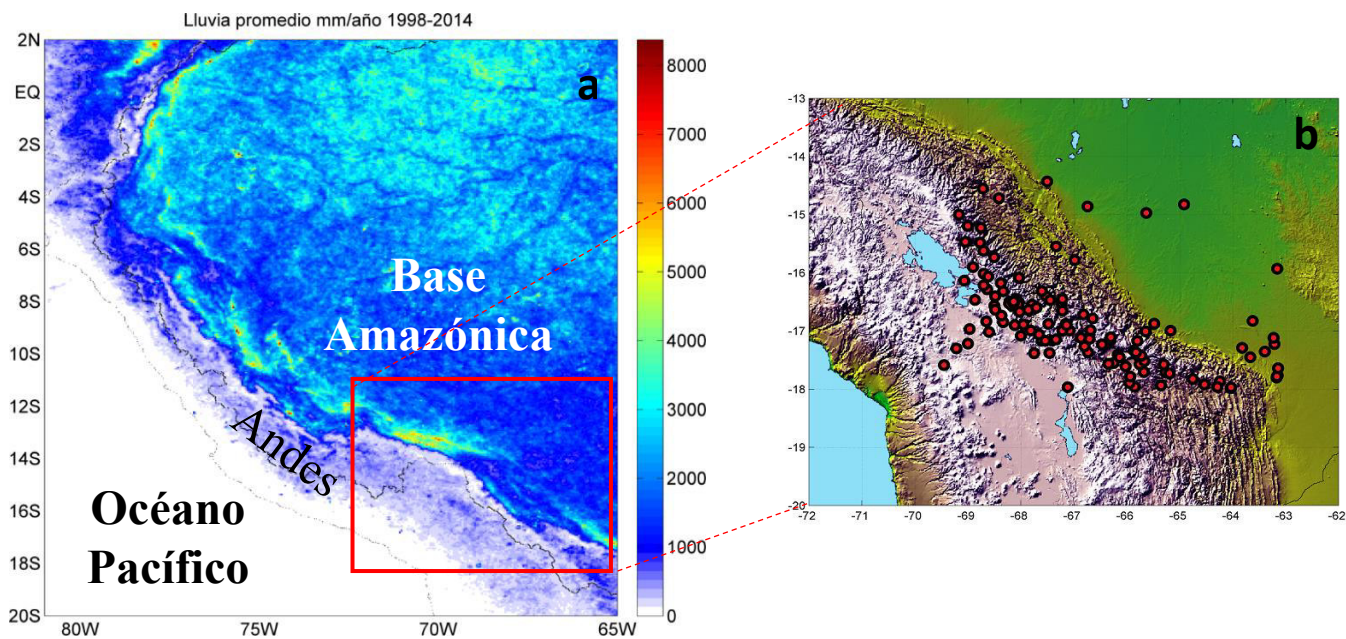 Lluvia promedio mm/año 1998-2014
2N
EQ
2S
4S
6S
8S
10S
12S
14S
16S
18S
20S
80W
75W
70W
65W
a
Base
Amazónica
Andes
Océano
Pacífico
8000
7000
6000
5000
4000
3000
2000
1000
0
b
-13
-14
-15
-16
-17
-18
-19
-20
-72
-71
-70
-69
-68
-67
-66
-65
-64
-63
-62